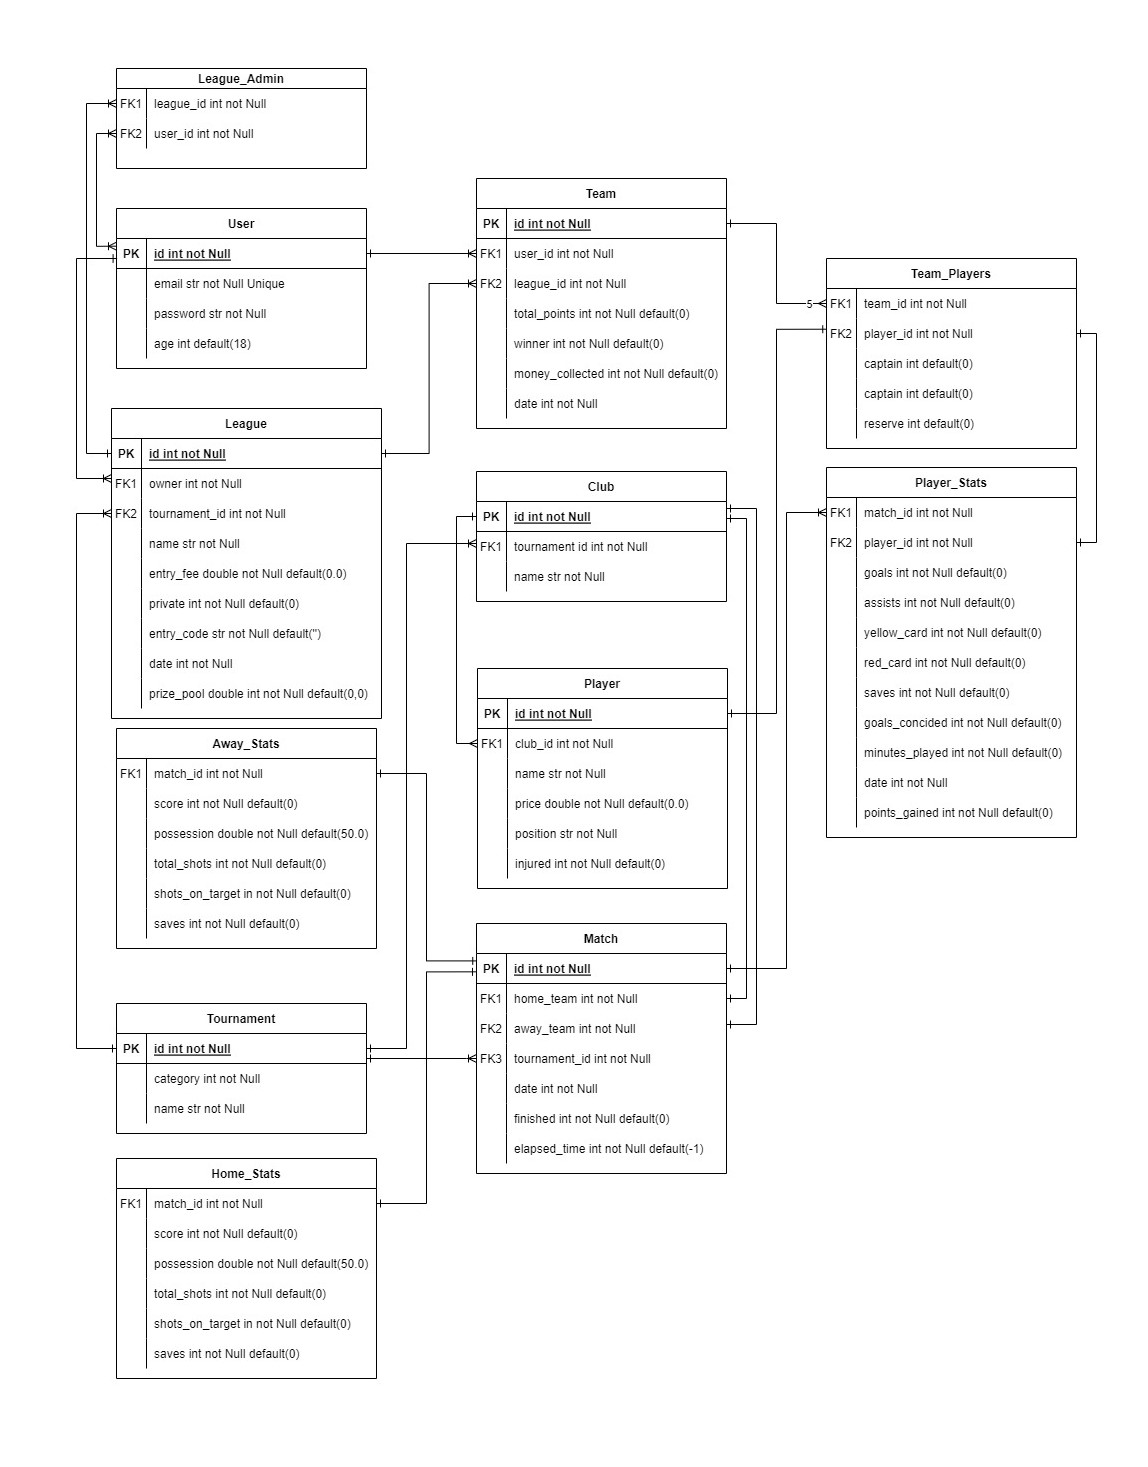 League_Admin
FK1 league_id int not Null
FK2 user_id int not Null
User
PK id int not Null
email str not Null Unique
password str not Null
age int default(18)
League
PK id int not Null
FK1 owner int not Null
FK2 tournament_id int not Null
name str not Null
entry_fee double not Null default(0.0)
private int not Null default(0)
entry_code str not Null default('')
date int not Null
prize_pool double int not Null default(0,0)
Away_Stats
FK1 match_id int not Null
score int not Null default(0)
possession double not Null default(50.0)
total_shots int not Null default(0)
shots_on_target in not Null default(0)
saves int not Null default(0)
Tournament
PK id int not Null
category int not Null
name str not Null
Home_Stats
FK1 match_id int not Null
score int not Null default(0)
possession double not Null default(50.0)
total_shots int not Null default(0)
shots_on_target in not Null default(0)
saves int not Null default(0)
Team
PK id int not Null
FK1 user_id int not Null
FK2 league_id int not Null
total_points int not Null default(0)
winner int not Null default(0)
money_collected int not Null default(0)
date int not Null
Club
PK id int not Null
FK1 tournament id int not Null
name str not Null
Player
PK id int not Null
FK1 club_id int not Null
name str not Null
price double not Null default(0.0)
position str not Null
injured int not Null default(0)
Match
PK id int not Null
FK1 home_team int not Null
FK2 away_team int not Null
FK3 tournament_id int not Null
date int not Null
finished int not Null default(0)
elapsed_time int not Null default(-1)
Team_Players
5 FK1 team_id int not Null
FK2 player_id int not Null
captain int default(0)
captain int default(0)
reserve int default(0)
Player_Stats
FK1 match_id int not Null
FK2 player_id int not Null
goals int not Null default(0)
assists int not Null default(0)
yellow_card int not Null default(0)
red_card int not Null default(0)
saves int not Null default(0)
goals_concided int not Null default(0)
minutes_played int not Null default(0)
date int not Null
points_gained int not Null default(0)